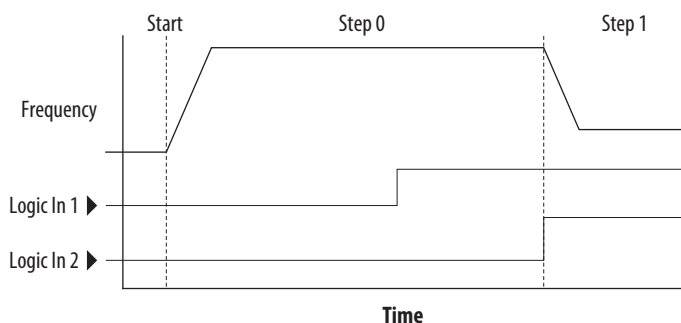 Start
Step 0
Step 1
Frequency
Logic In 1
Logic In 2
Time